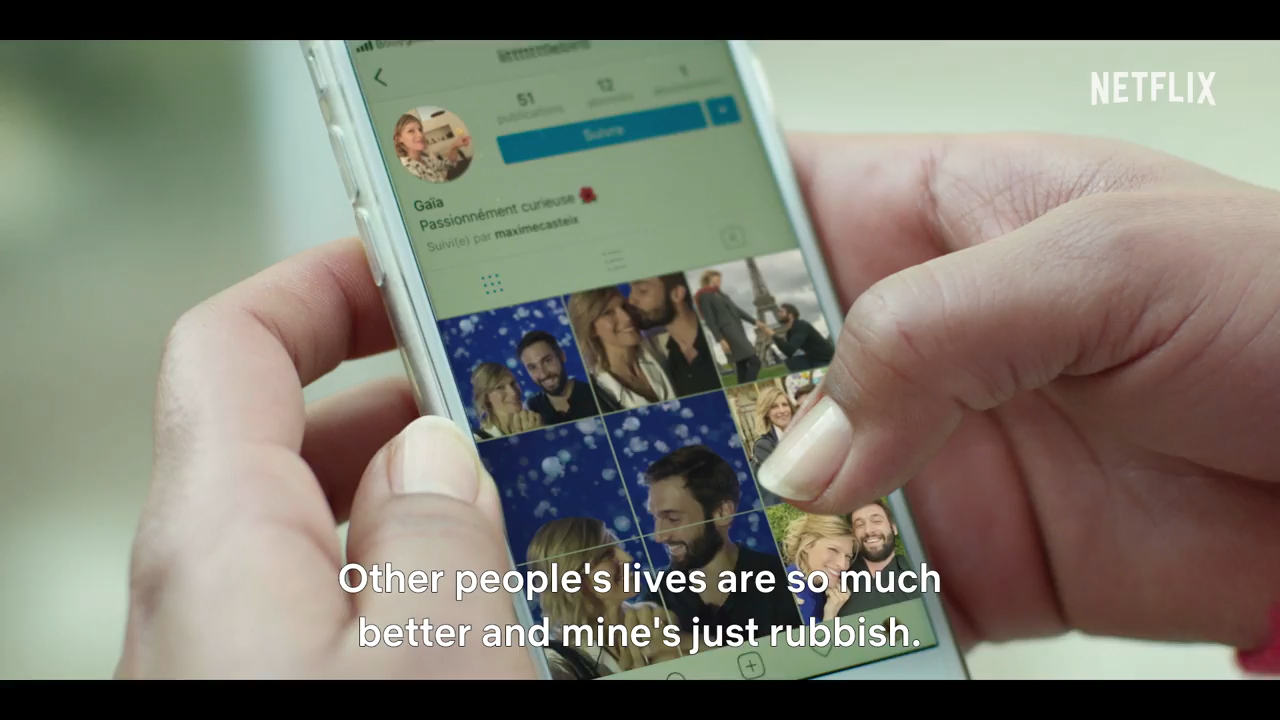 NETFLIX
51
12
publications
Suivre
Gaïa
Passionnément curieuse
Suivi(e) par maximecasteix
Other people's lives are so much
better and mine's just rubbish.